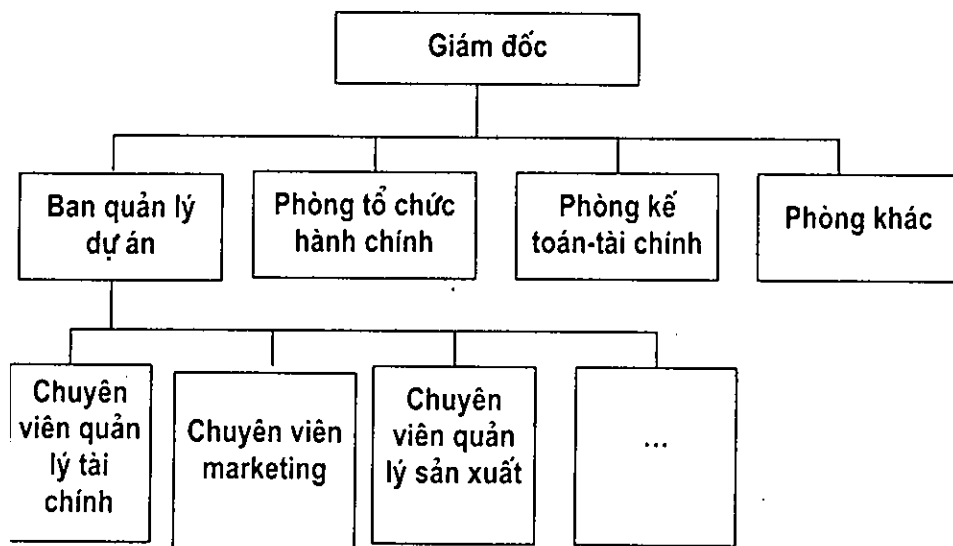 Giám đốc
Ban quản lý
dự án
Phòng tổ chức
hành chính
Phòng kế
toán-tài chính
Phòng khác
Chuyên
viên quản
lý tài
chính
Chuyên viên
marketing
Chuyên
viên quản
lý sản xuất
...